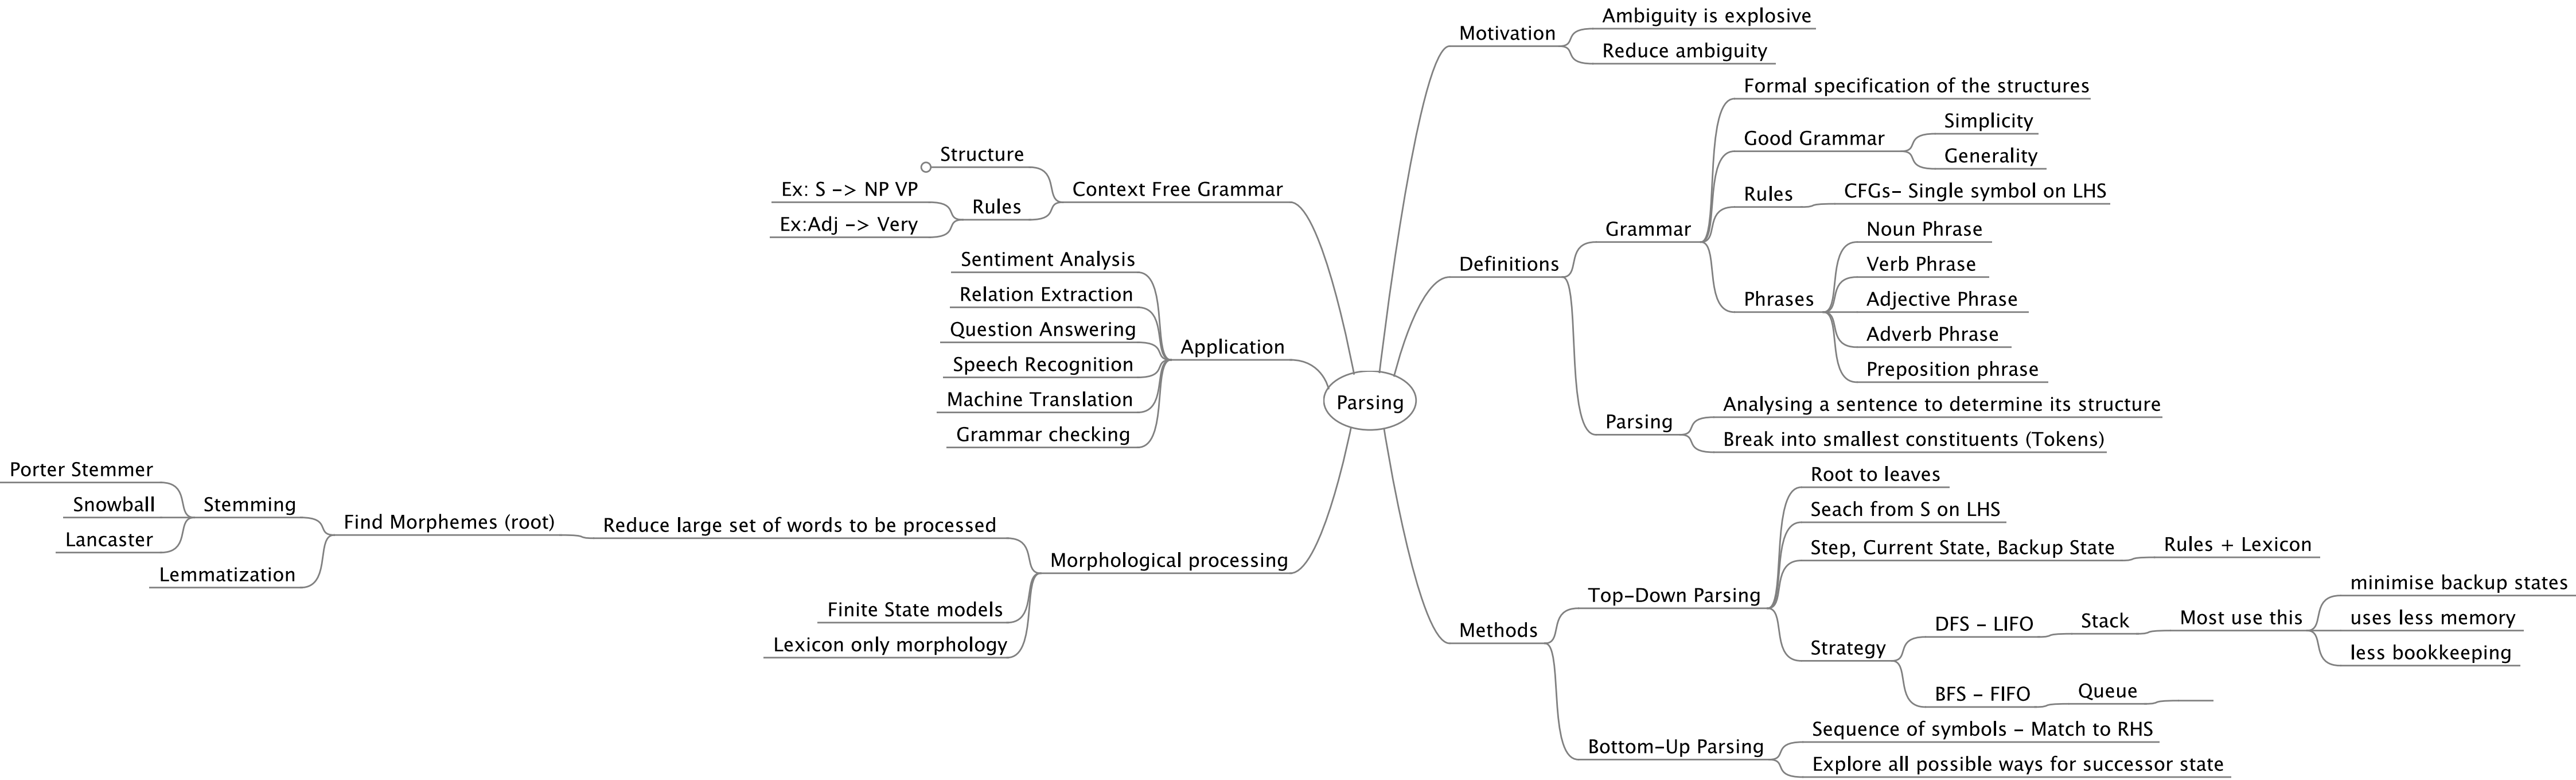 Parsing
Motivation
Ambiguity is explosive
Reduce ambiguity
Definitions
Grammar
Formal specification of the structures
Good Grammar
Simplicity
Generality
Rules
CFGs- Single symbol on LHS
Phrases
Noun Phrase
Verb Phrase
Adjective Phrase
Adverb Phrase
Preposition phrase
Parsing
Analysing a sentence to determine its structure
Break into smallest constituents (Tokens)
Methods
Top-Down Parsing
Root to leaves
Seach from S on LHS
Step, Current State, Backup State
Rules + Lexicon
Strategy
DFS - LIFO
Stack
Most use this
minimise backup states
uses less memory
less bookkeeping
BFS - FIFO
Queue
Bottom-Up Parsing
Sequence of symbols - Match to RHS
Explore all possible ways for successor state
Context Free Grammar
Structure
Rules
Ex: S -> NP VP
Ex:Adj -> Very
Application
Sentiment Analysis
Relation Extraction
Question Answering
Speech Recognition
Machine Translation
Grammar checking
Morphological processing
Reduce large set of words to be processed
Find Morphemes (root)
Stemming
Porter Stemmer
Snowball
Lancaster
Lemmatization
Finite State models
Lexicon only morphology